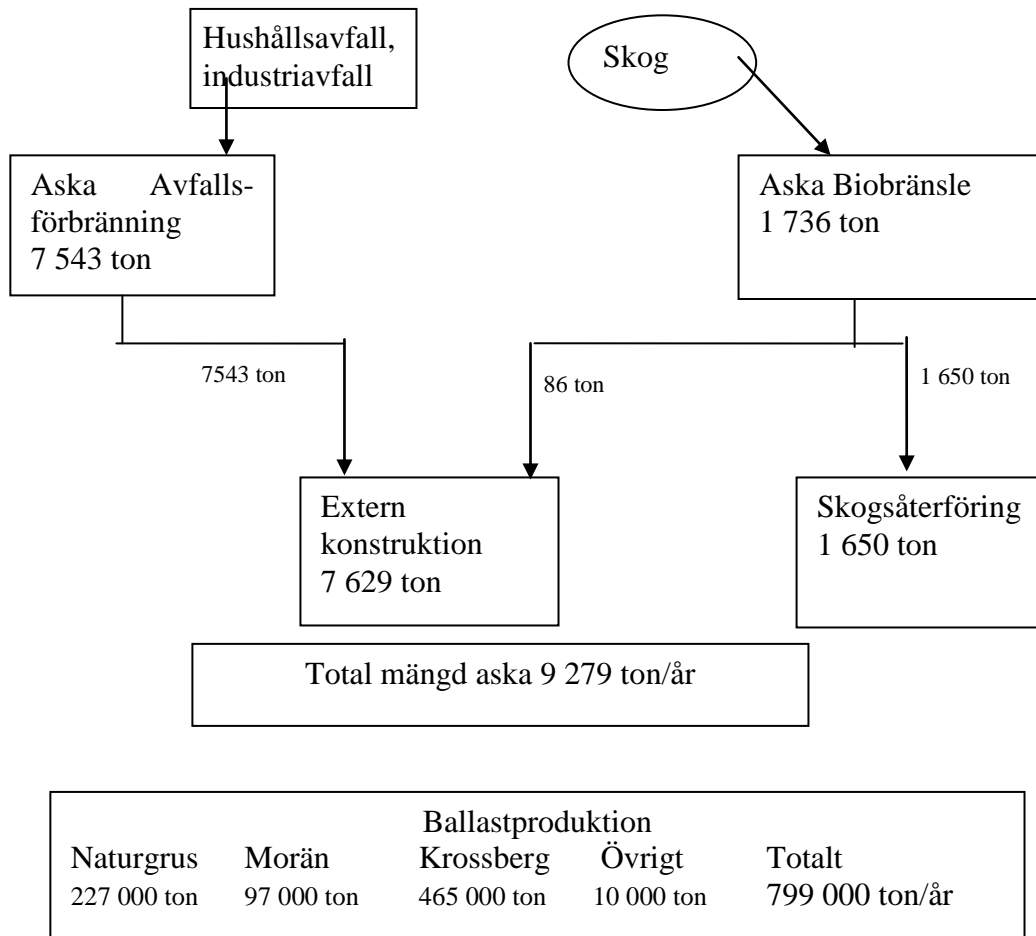 Hushållsavfall,
industriavfall
Skog
Aska Avfalls-
förbränning
7 543 ton
Aska Biobränsle
1 736 ton
7543 ton
86 ton
1 650 ton
Extern
konstruktion
7 629 ton
Skogsåterföring
1 650 ton
Total mängd aska 9 279 ton/år
Ballastproduktion
Naturgrus Morän Krossberg Övrigt Totalt
227 000 ton 97 000 ton 465 000 ton 10 000 ton 799 000 ton/år